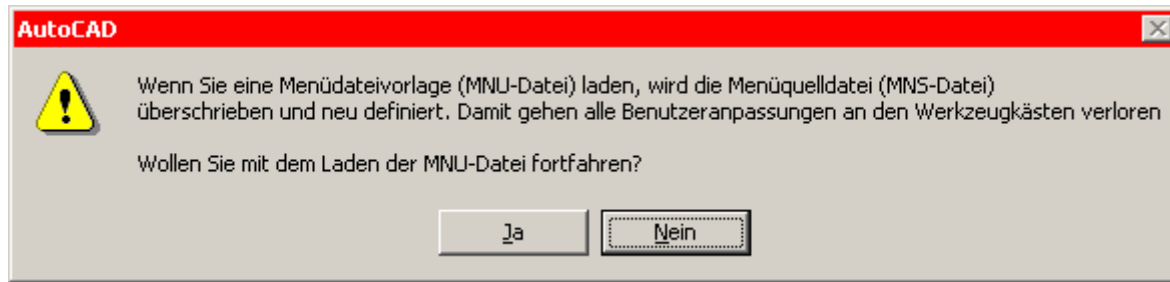 AutoCAD
Wenn Sie eine Menüdateivorlage (MNU-Datei) laden, wird die Menüquelldatei (MNS-Datei)
überschrieben und neu definiert. Damit gehen alle Benutzeranpassungen an den Werkzeugkästen verloren
Wollen Sie mit dem Laden der MNU-Datei fortfahren?
Ja
Nein